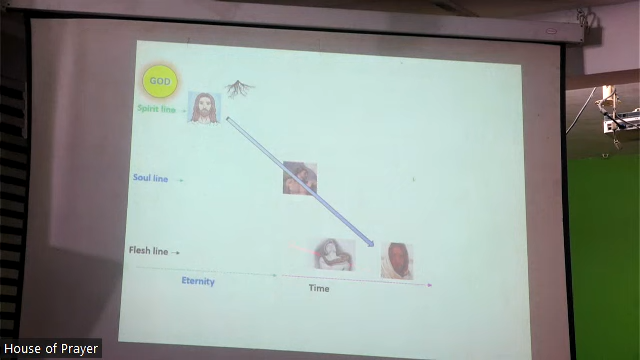 GOD
Spirit line
Soul line
Flesh line
Eternity
Time
House of Prayer